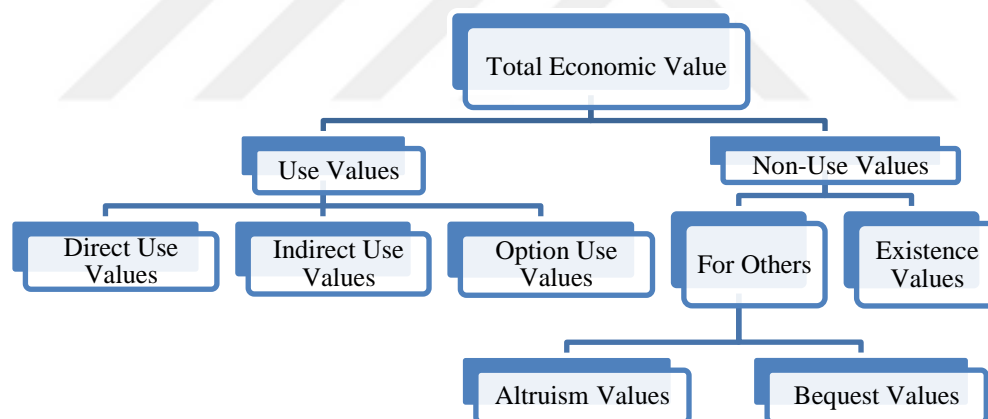 Total Economic Value
Use Values
Non-Use Values
Direct Use
Values
Indirect Use
Values
Option Use
Values
For Others
Existence
Values
Altruism Values
Bequest Values